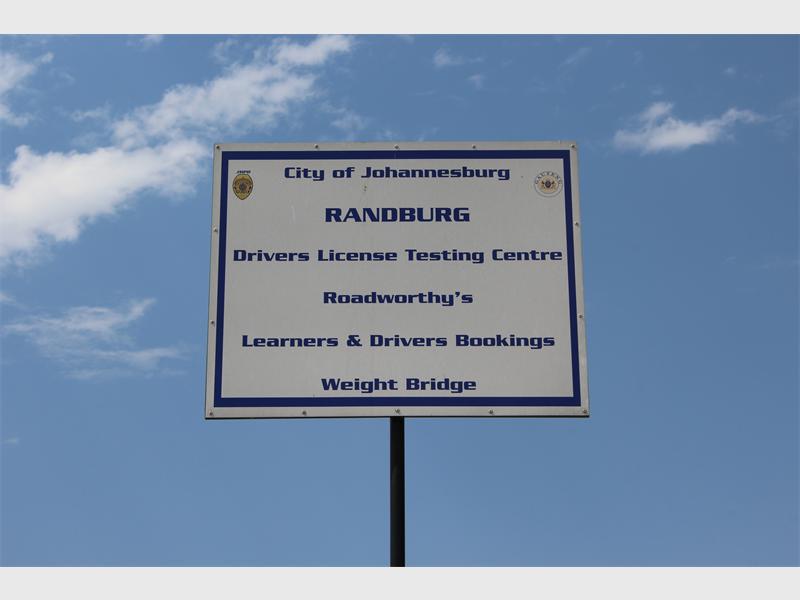 City of Johannesburg
RANDBURG
Drivers License Testing Centre
Roadworthy's
Learners & Drivers Bookings
Weight Bridge